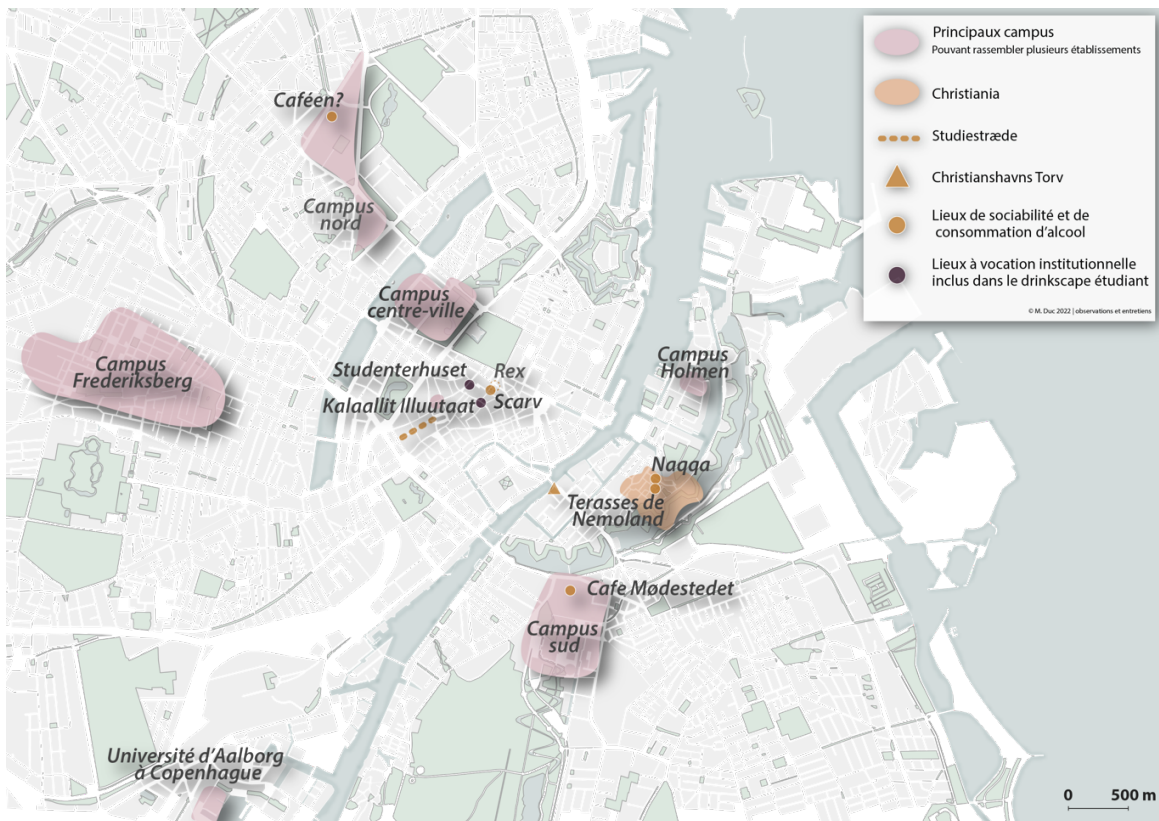 Principaux campus
Pouvant rassembler plusieurs établissements
Christiania
Studiestræde
Christianshavns Torv
Lieux de sociabilité et de
consommation d'alcool
Lieux à vocation institutionnelle
inclus dans le drinkscape étudiant
© M. Duc 2022 | observations et entretiens
Caféen?
Campus
nord
Campus
centre-ville
Campus
Frederiksberg
Studenterhuset
Rex
Kalaallit Illuutaat
Scarv
Campus
Holmen
Naqqa
Terasses de
Nemoland
Cafe Mødestedet
Campus
sud
Université d'Aalborg
à Copenhague
0 500 m